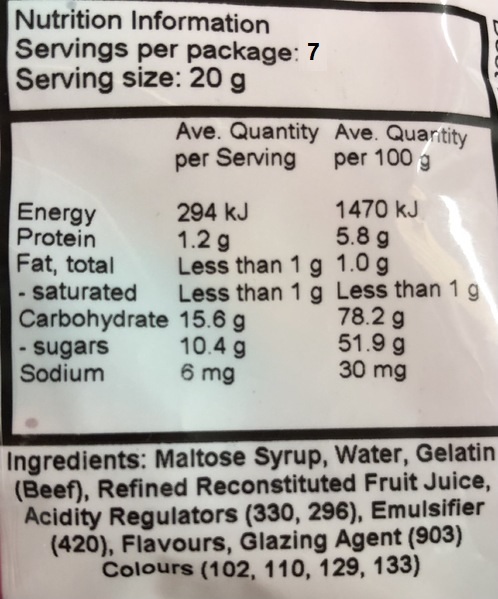 Nutrition Information
Servings per package: 7
Serving size: 20 g
Ave. Quantity Ave. Quantity
per Serving per 100 g
Energy 294 kJ 1470 kJ
Protein 1.2 g 5.8 g
Fat, total Less than 1 g 1.0 g
- saturated Less than 1 g Less than 1 g
Carbohydrate 15.6 g 78.2 g
- sugars 10.4 g 51.9 g
Sodium 6 mg 30 mg
Ingredients: Maltose Syrup, Water, Gelatin
(Beef), Refined Reconstituted Fruit Juice,
Acidity Regulators (330, 296), Emulsifier
(420), Flavours, Glazing Agent (903)
Colours (102, 110, 129, 133)